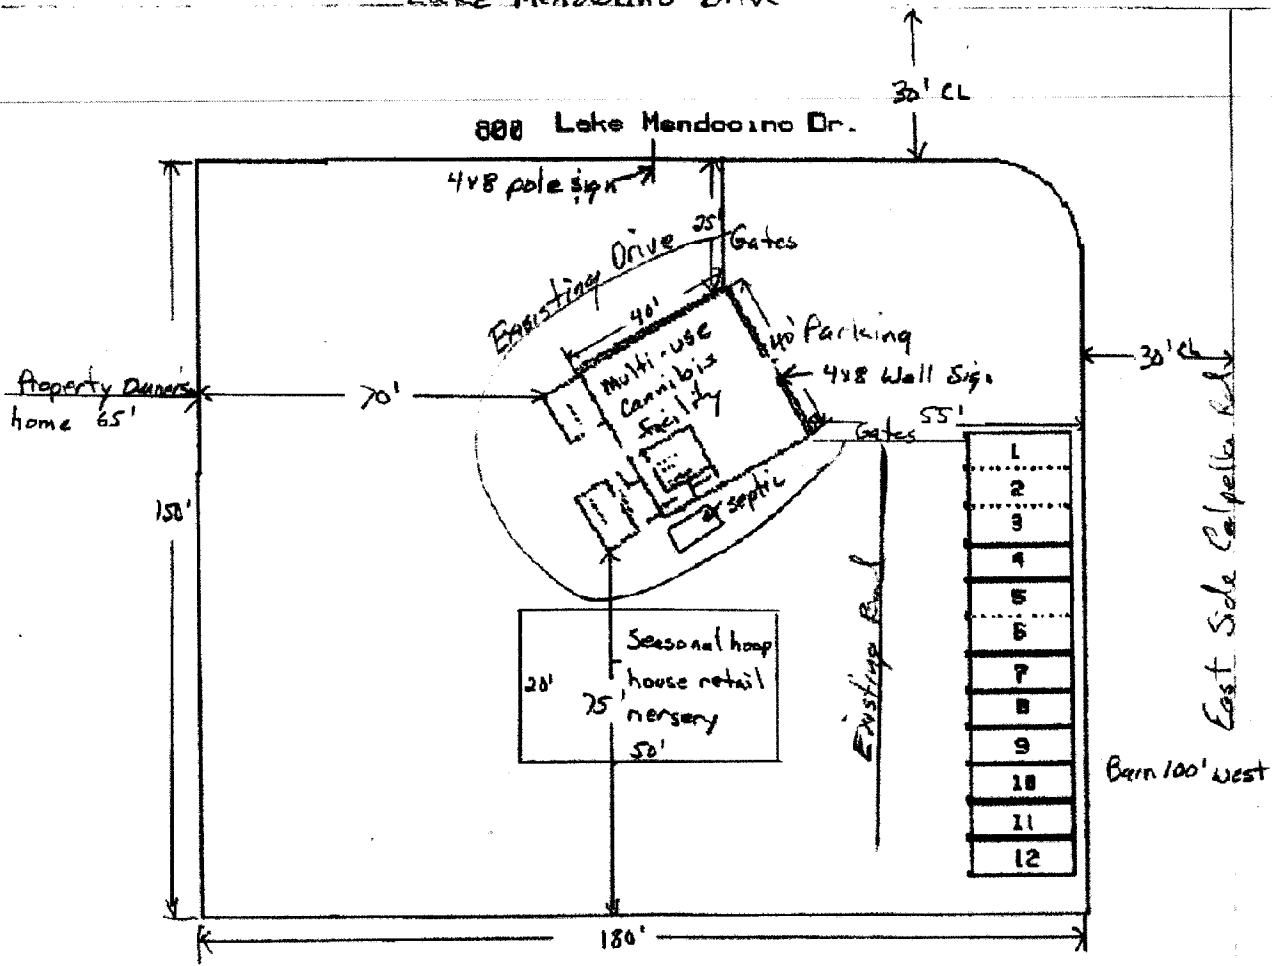 Lake Mendocino Drive
30' CL
800 Lake Mendocino Dr.
4x8 pole sign
25'
Gates
Exsisting Drive
40'
40'
Parking
Multi-use
Cannibis
facility
4x8 Wall Sign
30' CL
Property Owners
home 65'
70'
55'
Gates
150'
septic
1
2
3
4
5
6
7
8
9
10
11
12
Existing Road
East Side Calpella Rd
Seasonal hoop
house retail
nersery
20'
75'
50'
Barn 100' West
180'